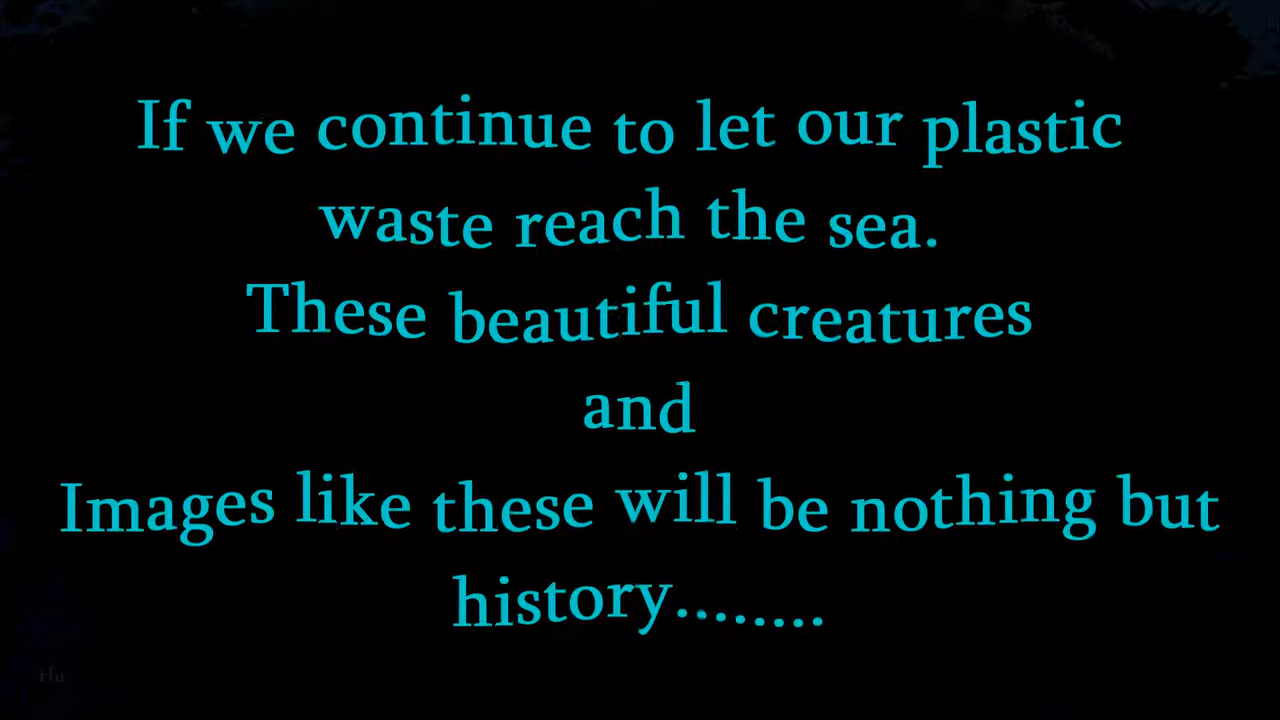 If we continue to let our plastic
waste reach the sea.
These beautiful creatures
and
Images like these will be nothing but
history........
Hu